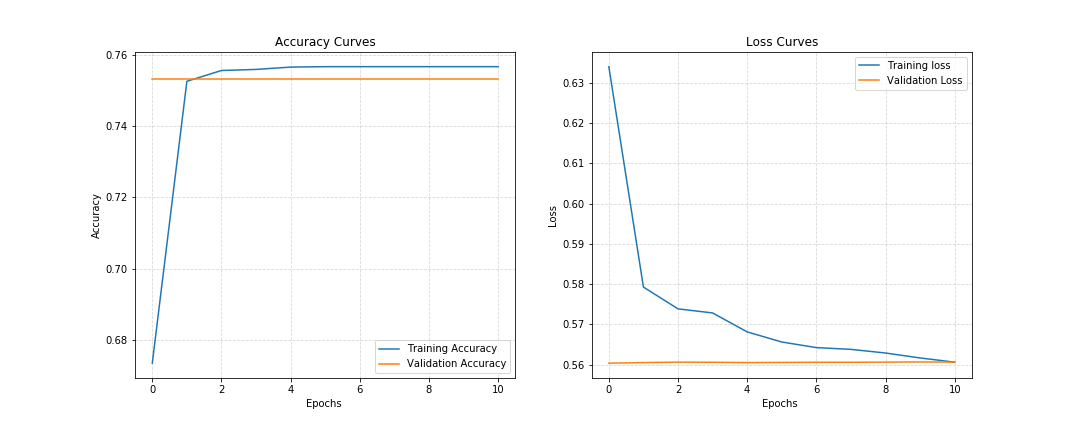 Accuracy Curves
0.76
0.74
0.72
0.70
0.68
Accuracy
0 2 4 6 8 10
Epochs
Training Accuracy
Validation Accuracy
Loss Curves
0.63
0.62
0.61
0.60
0.59
0.58
0.57
0.56
Loss
0 2 4 6 8 10
Epochs
Training loss
Validation Loss